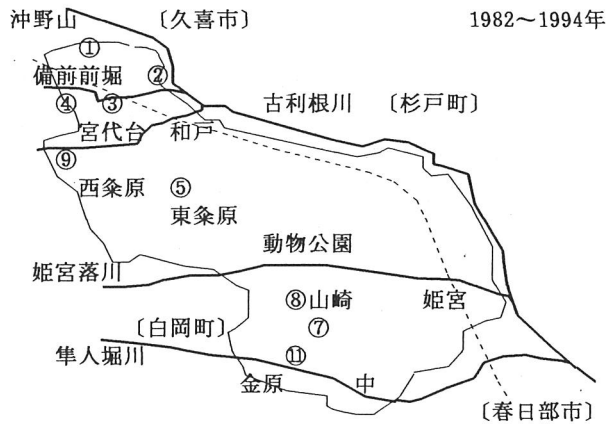 沖野山 〔久喜市〕 1982〜1994年
①
備前前堀 ②
④ ③ 古利根川 〔杉戸町〕
宮代台 和戸
⑨
西粂原 ⑤
東粂原
動物公園
姫宮落川
⑧山崎 姫宮
〔白岡町〕 ⑦
隼人堀川 ⑪
金原 中
〔春日部市〕